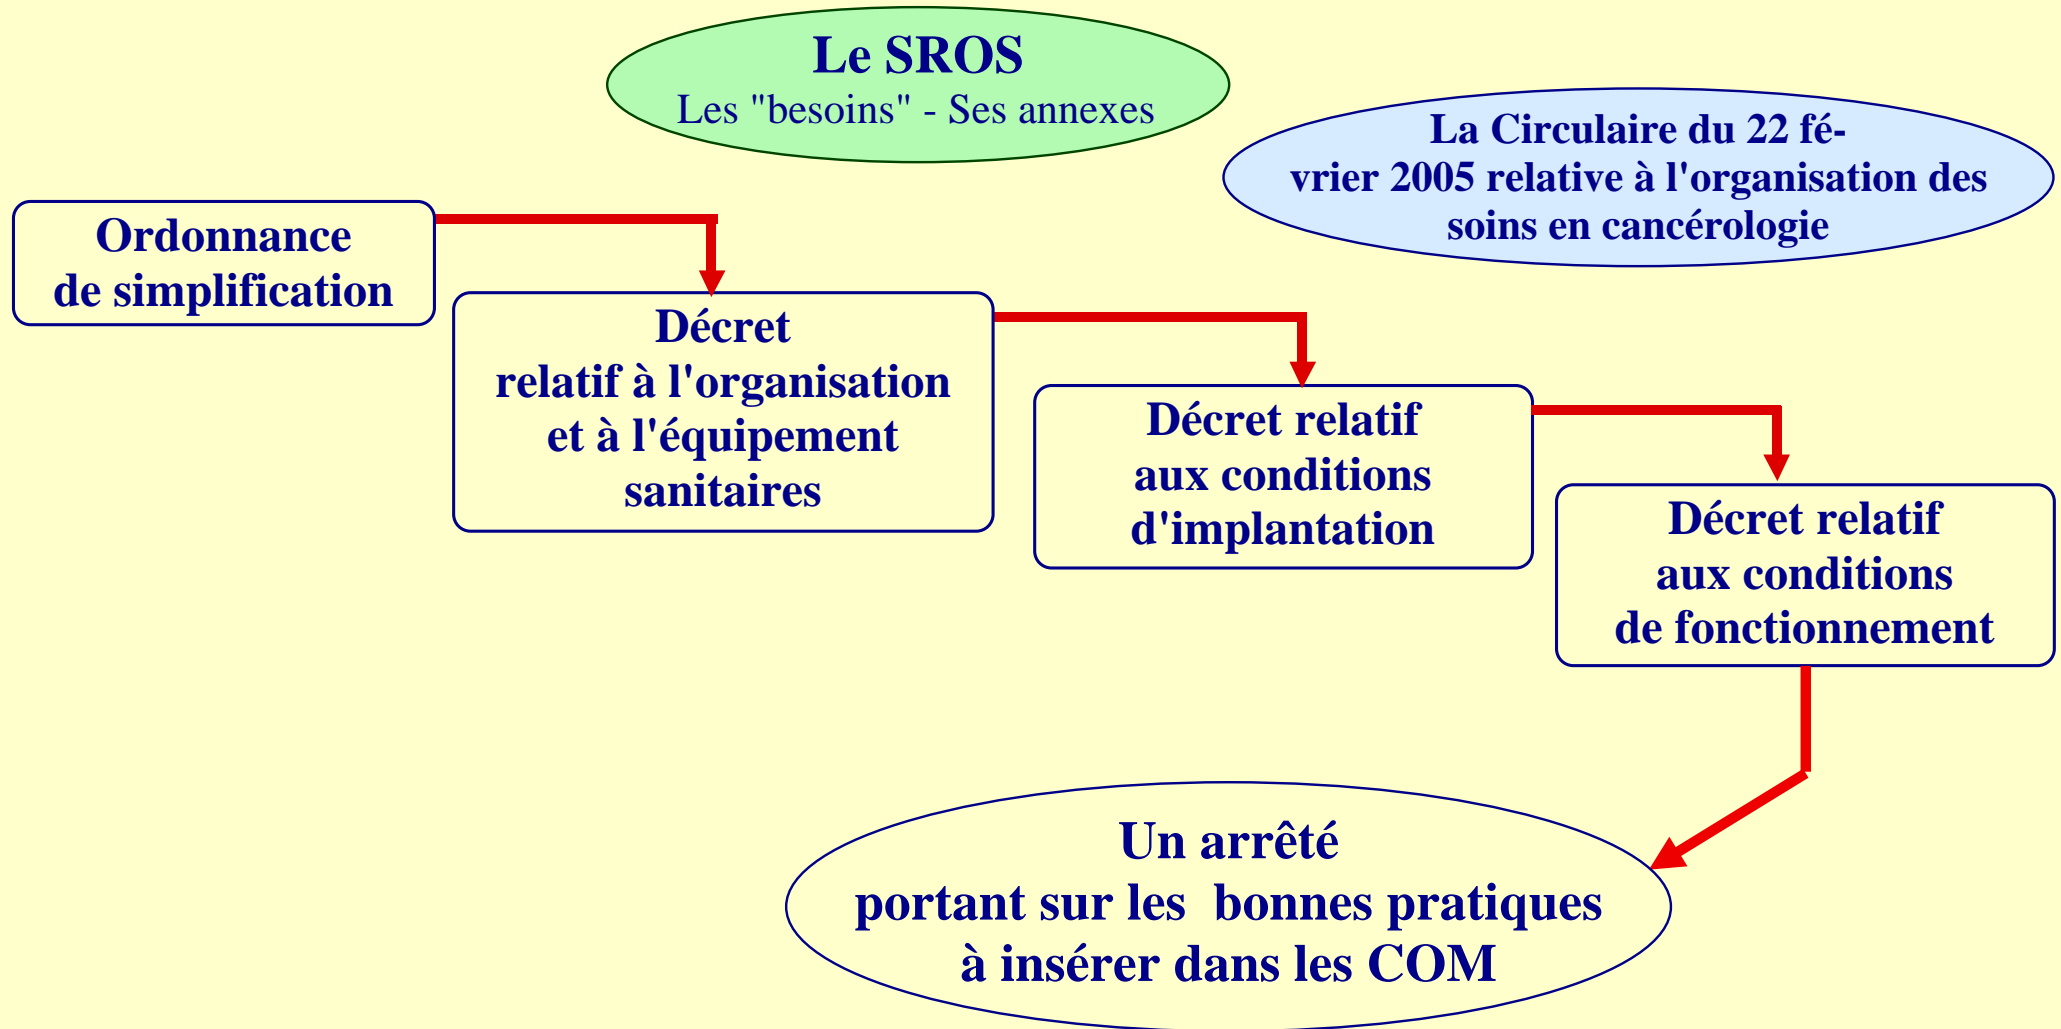 Le SROS
Les "besoins" - Ses annexes
La Circulaire du 22 fé-
vrier 2005 relative à l'organisation des
soins en cancérologie
Ordonnance
de simplification
Décret
relatif à l'organisation
et à l'équipement
sanitaires
Décret relatif
aux conditions
d'implantation
Décret relatif
aux conditions
de fonctionnement
Un arrêté
portant sur les  bonnes pratiques
à insérer dans les COM